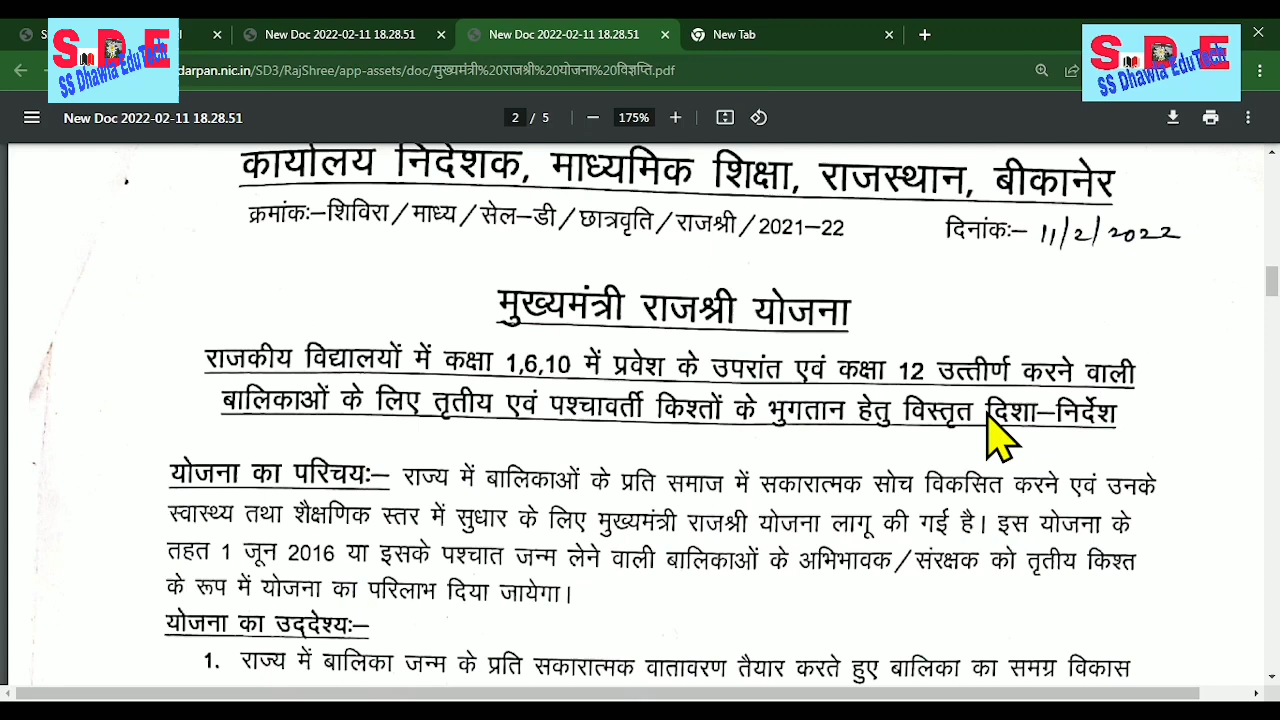 New Doc 2022-02-11 18.28.51
New Doc 2022-02-11 18.28.51
New Tab
SDE
SS Dhawla EduTech
SDE
SS Dhawla EduTech
darpan.nic.in/SD3/RajShree/app-assets/doc/मुख्यमंत्री%20राजश्री%20योजना%20विज्ञप्ति.pdf
New Doc 2022-02-11 18.28.51
2 / 5
175%
कार्यालय निदेशक, माध्यमिक शिक्षा, राजस्थान, बीकानेर
क्रमांकः–शिविरा/माध्य/सेल–डी/छात्रवृति/राजश्री/2021–22 दिनांकः– 11/2/2022
मुख्यमंत्री राजश्री योजना
राजकीय विद्यालयों में कक्षा 1,6,10 में प्रवेश के उपरांत एवं कक्षा 12 उत्तीर्ण करने वाली
बालिकाओं के लिए तृतीय एवं पश्चावर्ती किश्तों के भुगतान हेतु विस्तृत दिशा–निर्देश
योजना का परिचयः– राज्य में बालिकाओं के प्रति समाज में सकारात्मक सोच विकसित करने एवं उनके
स्वास्थ्य तथा शैक्षणिक स्तर में सुधार के लिए मुख्यमंत्री राजश्री योजना लागू की गई है। इस योजना के
तहत 1 जून 2016 या इसके पश्चात जन्म लेने वाली बालिकाओं के अभिभावक/संरक्षक को तृतीय किश्त
के रूप में योजना का परिलाभ दिया जायेगा।
योजना का उद्देश्यः–
1. राज्य में बालिका जन्म के प्रति सकारात्मक वातावरण तैयार करते हुए बालिका का समग्र विकास